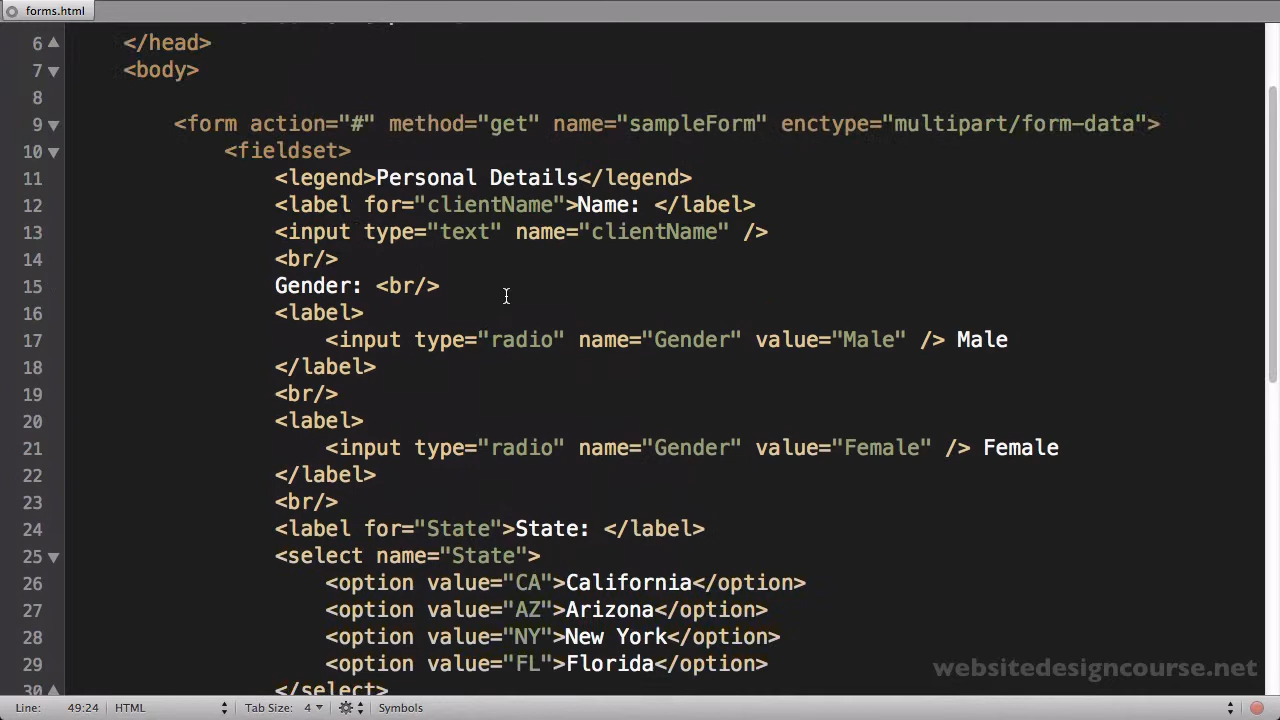 forms.html
6 </head>
7 <body>
8
9 <form action="#" method="get" name="sampleForm" enctype="multipart/form-data">
10 <fieldset>
11 <legend>Personal Details</legend>
12 <label for="clientName">Name: </label>
13 <input type="text" name="clientName" />
14 <br/>
15 Gender: <br/>
16 <label>
17 <input type="radio" name="Gender" value="Male" /> Male
18 </label>
19 <br/>
20 <label>
21 <input type="radio" name="Gender" value="Female" /> Female
22 </label>
23 <br/>
24 <label for="State">State: </label>
25 <select name="State">
26 <option value="CA">California</option>
27 <option value="AZ">Arizona</option>
28 <option value="NY">New York</option>
29 <option value="FL">Florida</option>
30 </select>
websitedesigncourse.net
Line: 49:24 HTML Tab Size: 4 Symbols